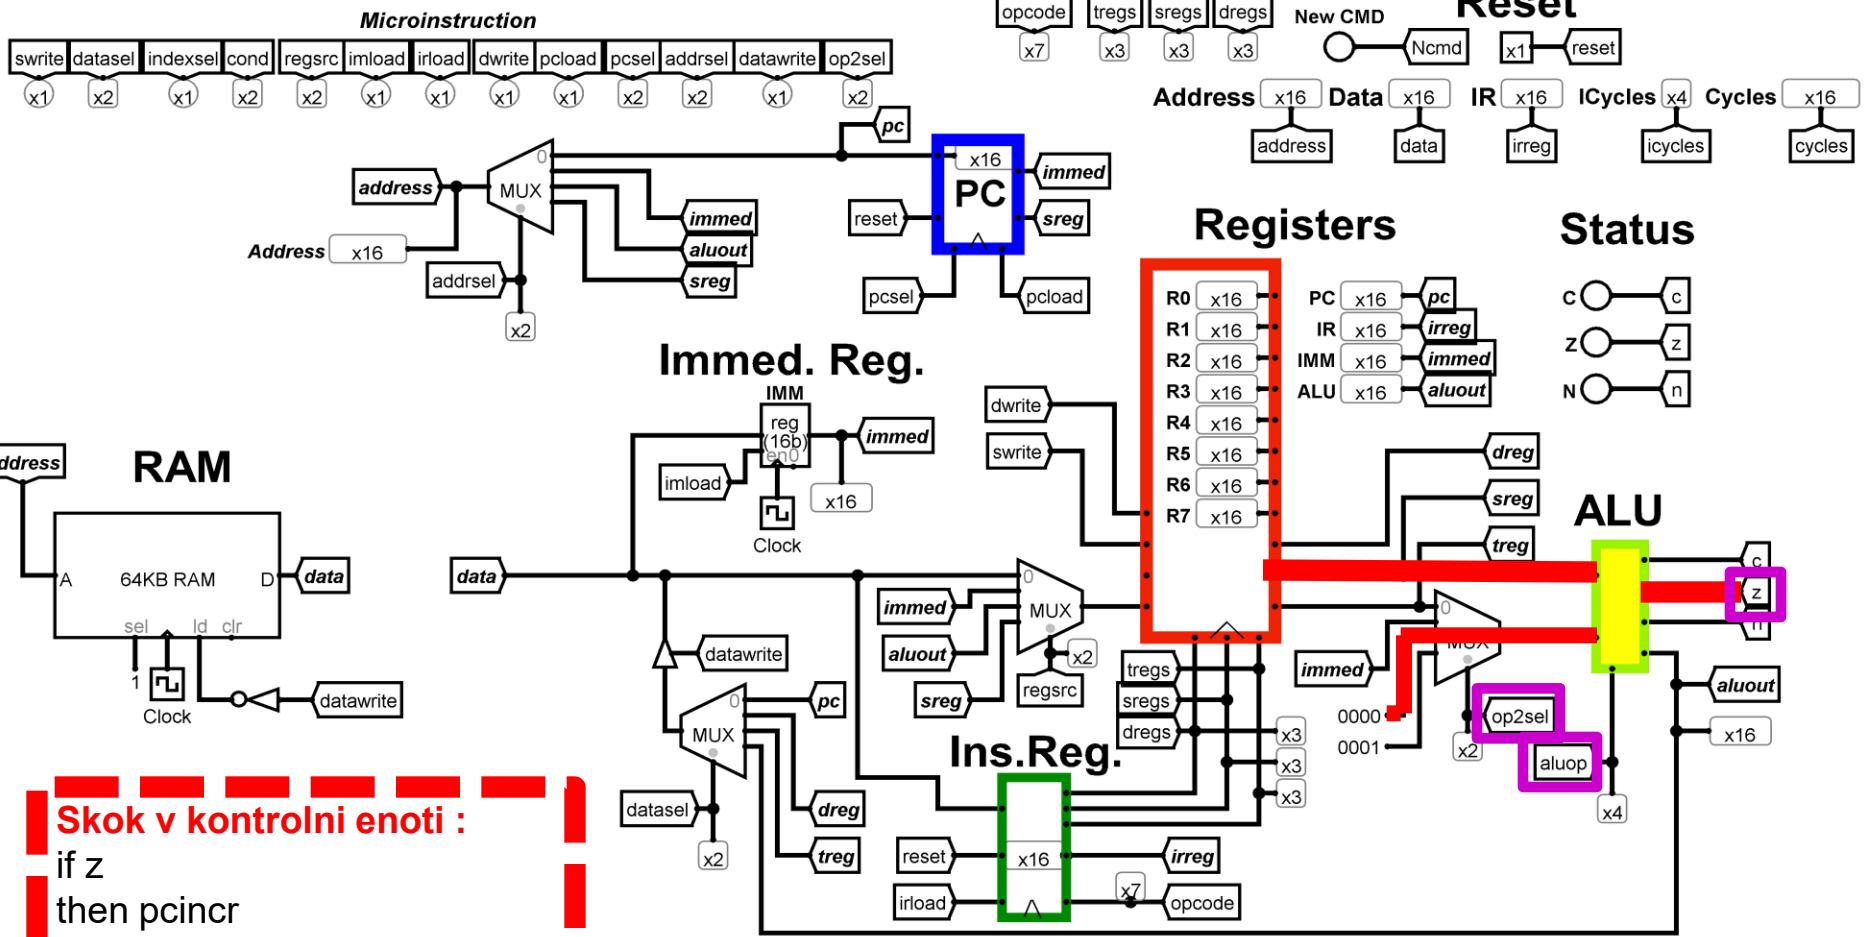 Microinstruction
swrite datasel indexsel cond regsrc imload irload dwrite pcload pcsel addrsel datawrite op2sel
x1 x2 x1 x2 x2 x1 x1 x1 x1 x2 x2 x1 x2
opcode tregs sregs dregs
x7 x3 x3 x3
New CMD
Ncmd
Reset
x1 reset
Address x16 Data x16 IR x16 ICycles x4 Cycles x16
address data irreg icycles cycles
pc
0
MUX
address
Address x16
addrsel
x2
immed
aluout
sreg
x16
PC
reset
immed
sreg
pcsel
pcload
Registers
R0 x16
R1 x16
R2 x16
R3 x16
R4 x16
R5 x16
R6 x16
R7 x16
PC x16 pc
IR x16 irreg
IMM x16 immed
ALU x16 aluout
Status
C c
Z z
N n
Immed. Reg.
IMM
reg
(16b)
en0
immed
imload
x16
Clock
dwrite
swrite
ddress
RAM
A 64KB RAM D
data
sel ld clr
1
Clock
datawrite
data
0
MUX
immed
aluout
sreg
x2
regsrc
datawrite
0
MUX
pc
dreg
treg
datasel
x2
tregs
sregs
dregs
x3
x3
x3
Ins.Reg.
reset
x16
irreg
irload
x7
opcode
dreg
sreg
treg
0
MUX
immed
0000
0001
op2sel
x2
aluop
x4
ALU
c
z
n
aluout
x16
Skok v kontrolni enoti :
if z
then pcincr